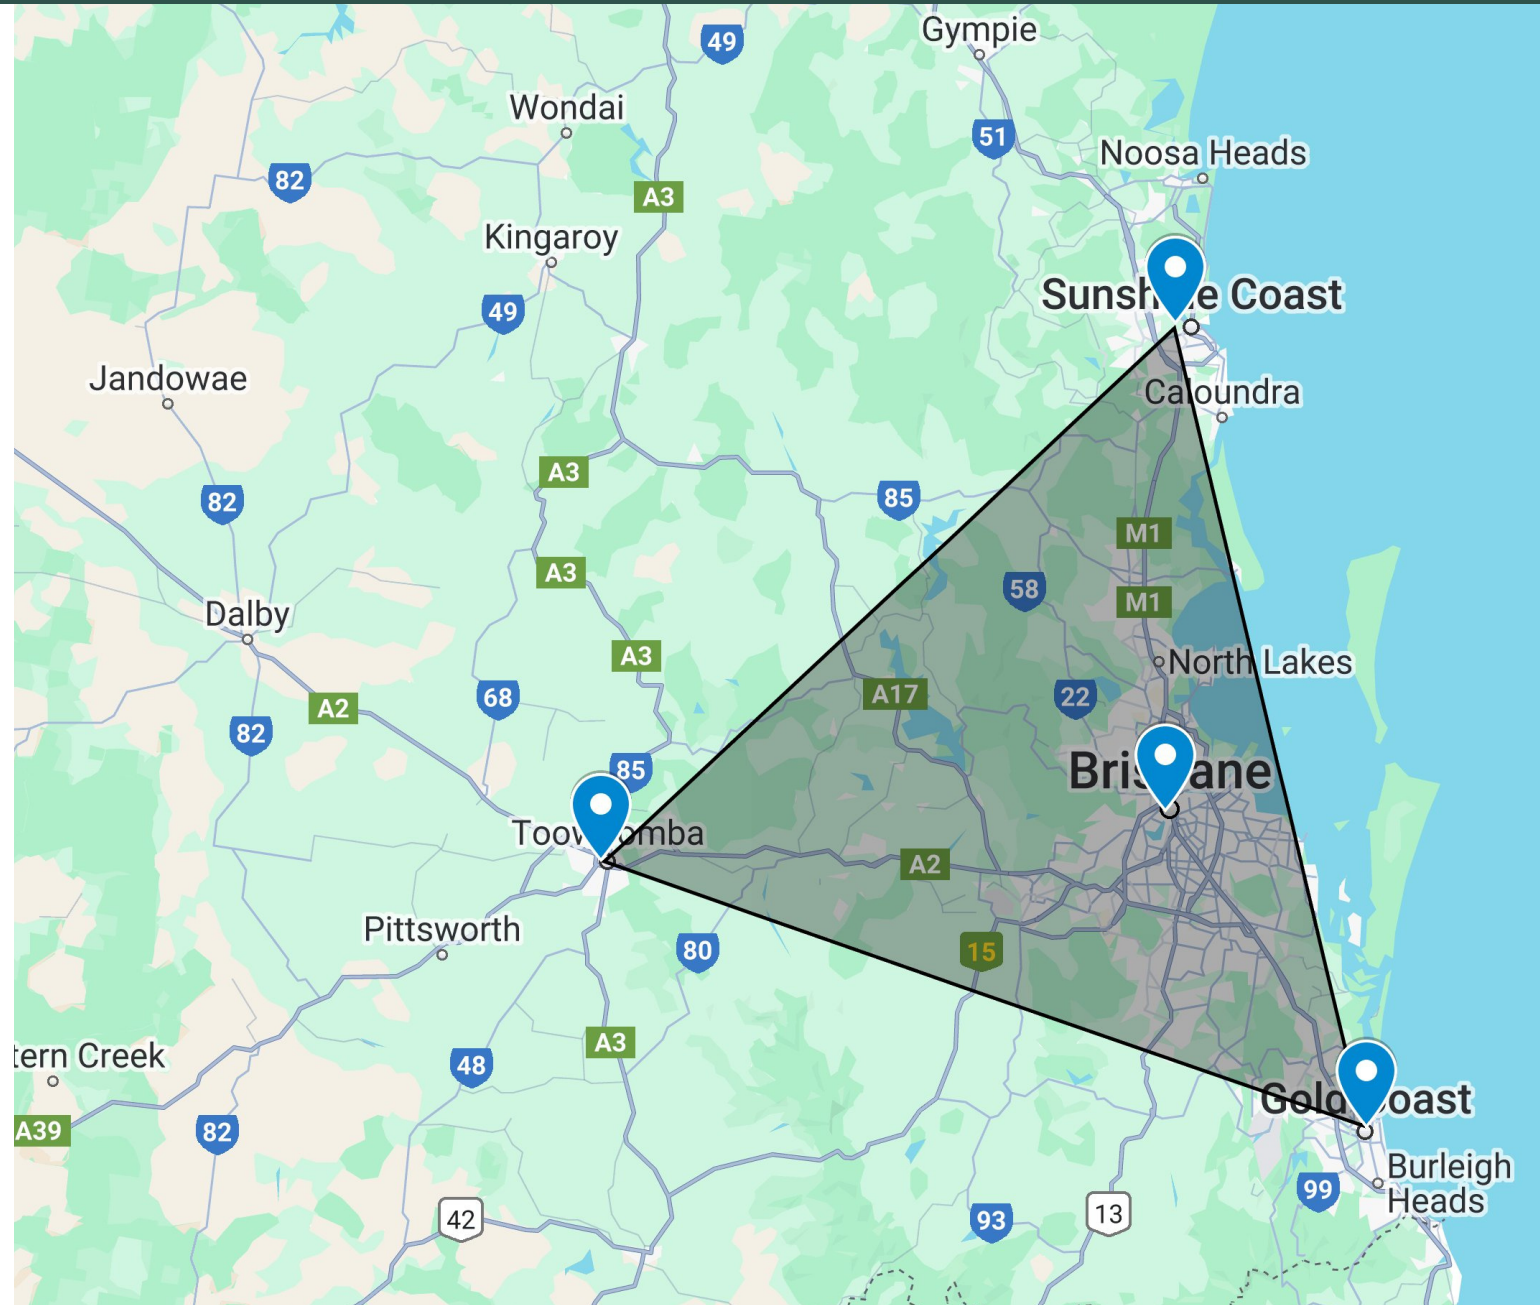 Gympie
49
Wondai
51
Noosa Heads
82
A3
Kingaroy
Sunsh e Coast
49
Jandowae
Caloundra
A3
85
82
M1
A3
58
M1
Dalby
A3
North Lakes
68
A17
22
A2
82
85
Bris ane
Toow omba
A2
Pittsworth
80
15
A3
tern Creek
48
Gold oast
A39
82
Burleigh
Heads
99
42
93
13